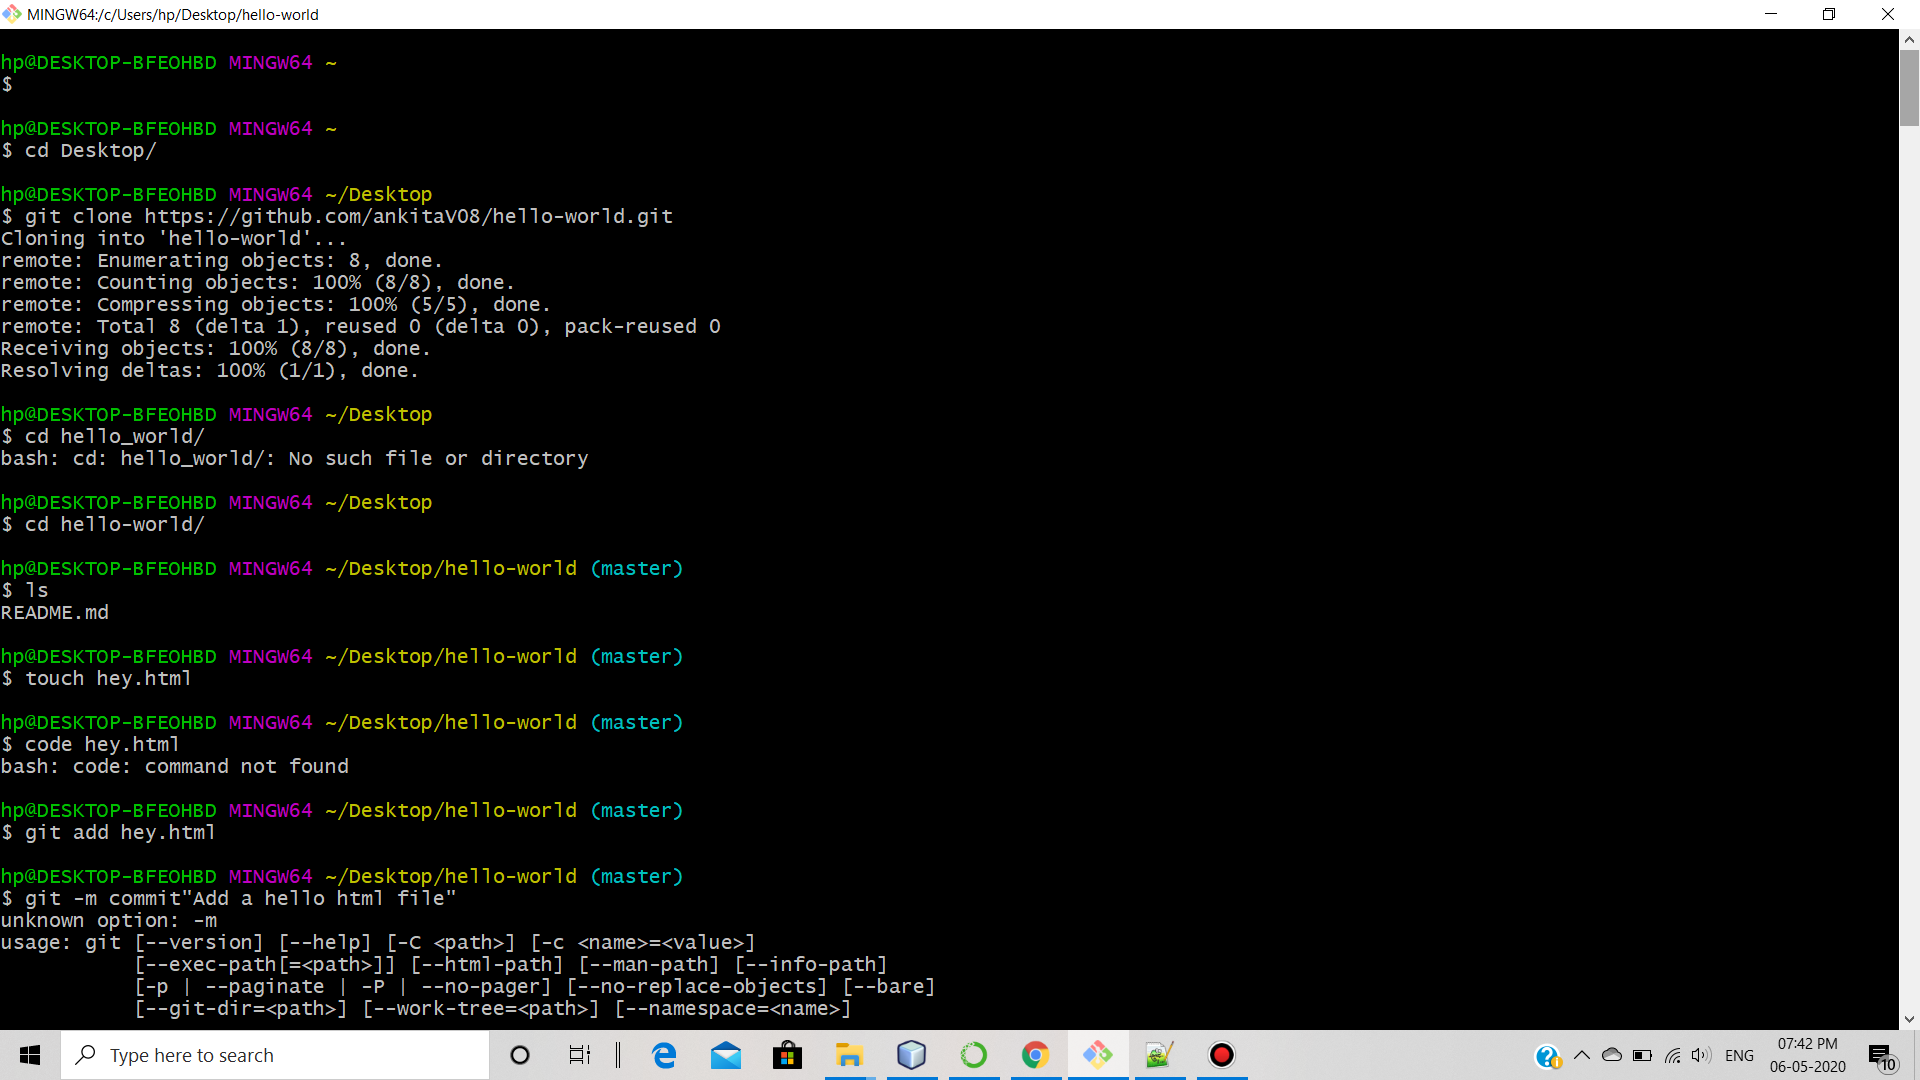 MINGW64:/c/Users/hp/Desktop/hello-world
hp@DESKTOP-BFEOHBD MINGW64 ~
$
hp@DESKTOP-BFEOHBD MINGW64 ~
$ cd Desktop/
hp@DESKTOP-BFEOHBD MINGW64 ~/Desktop
$ git clone https://github.com/ankitaV08/hello-world.git
Cloning into 'hello-world'...
remote: Enumerating objects: 8, done.
remote: Counting objects: 100% (8/8), done.
remote: Compressing objects: 100% (5/5), done.
remote: Total 8 (delta 1), reused 0 (delta 0), pack-reused 0
Receiving objects: 100% (8/8), done.
Resolving deltas: 100% (1/1), done.
hp@DESKTOP-BFEOHBD MINGW64 ~/Desktop
$ cd hello_world/
bash: cd: hello_world/: No such file or directory
hp@DESKTOP-BFEOHBD MINGW64 ~/Desktop
$ cd hello-world/
hp@DESKTOP-BFEOHBD MINGW64 ~/Desktop/hello-world (master)
$ ls
README.md
hp@DESKTOP-BFEOHBD MINGW64 ~/Desktop/hello-world (master)
$ touch hey.html
hp@DESKTOP-BFEOHBD MINGW64 ~/Desktop/hello-world (master)
$ code hey.html
bash: code: command not found
hp@DESKTOP-BFEOHBD MINGW64 ~/Desktop/hello-world (master)
$ git add hey.html
hp@DESKTOP-BFEOHBD MINGW64 ~/Desktop/hello-world (master)
$ git -m commit"Add a hello html file"
unknown option: -m
usage: git [--version] [--help] [-C <path>] [-c <name>=<value>]
[--exec-path[=<path>]] [--html-path] [--man-path] [--info-path]
[-p | --paginate | -P | --no-pager] [--no-replace-objects] [--bare]
[--git-dir=<path>] [--work-tree=<path>] [--namespace=<name>]
Type here to search
ENG
07:42 PM
06-05-2020
10